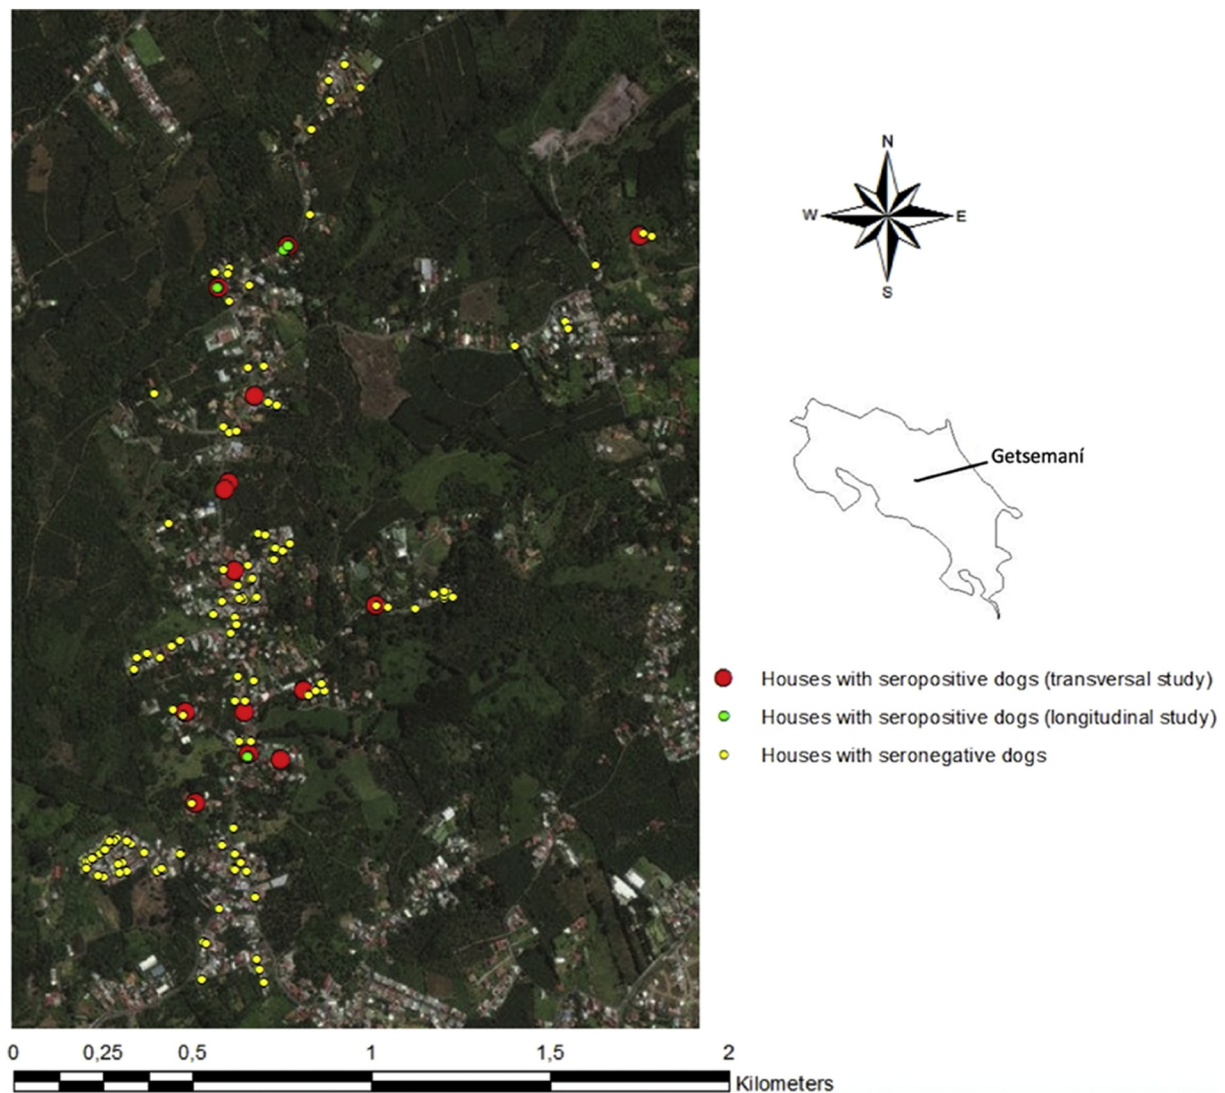 N
W E
S
Getsemaní
Houses with seropositive dogs (transversal study)
Houses with seropositive dogs (longitudinal study)
Houses with seronegative dogs
0 0,25 0,5 1 1,5 2
Kilometers